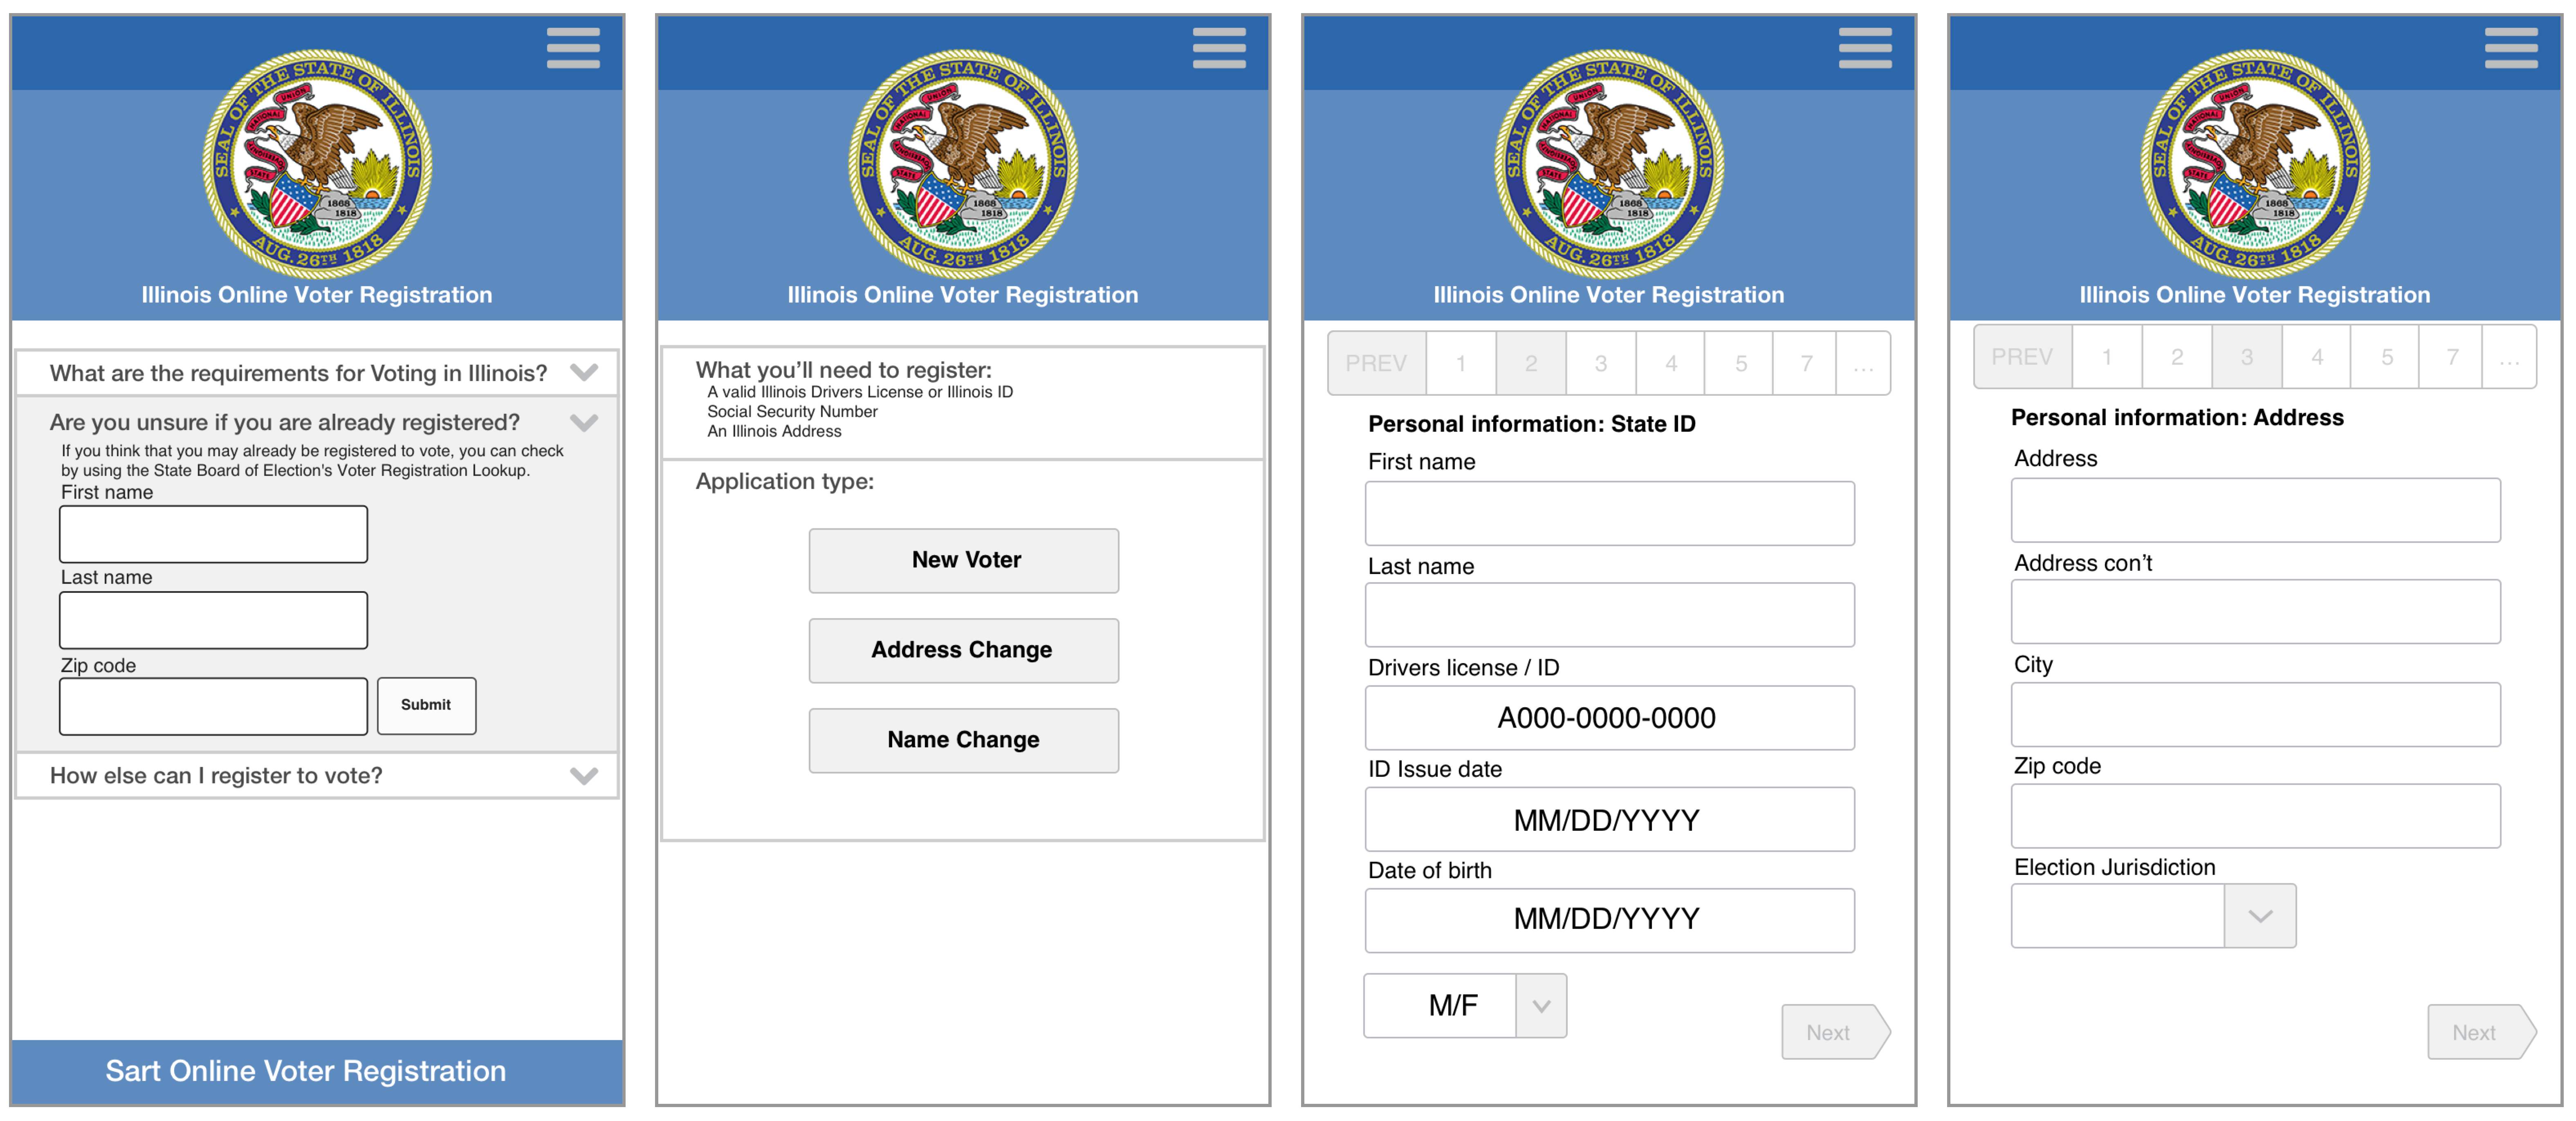 SEAL OF THE STATE OF ILLINOIS
NATIONAL UNION
STATE SOVEREIGNTY
1868
1818
AUG. 26TH 1818
Illinois Online Voter Registration
What are the requirements for Voting in Illinois?
Are you unsure if you are already registered?
If you think that you may already be registered to vote, you can check
by using the State Board of Election's Voter Registration Lookup.
First name
Last name
Zip code
Submit
How else can I register to vote?
Sart Online Voter Registration
SEAL OF THE STATE OF ILLINOIS
NATIONAL UNION
STATE SOVEREIGNTY
1868
1818
AUG. 26TH 1818
Illinois Online Voter Registration
What you’ll need to register:
A valid Illinois Drivers License or Illinois ID
Social Security Number
An Illinois Address
Application type:
New Voter
Address Change
Name Change
SEAL OF THE STATE OF ILLINOIS
NATIONAL UNION
STATE SOVEREIGNTY
1868
1818
AUG. 26TH 1818
Illinois Online Voter Registration
PREV 1 2 3 4 5 7 ...
Personal information: State ID
First name
Last name
Drivers license / ID
A000-0000-0000
ID Issue date
MM/DD/YYYY
Date of birth
MM/DD/YYYY
M/F
Next
SEAL OF THE STATE OF ILLINOIS
NATIONAL UNION
STATE SOVEREIGNTY
1868
1818
AUG. 26TH 1818
Illinois Online Voter Registration
PREV 1 2 3 4 5 7 ...
Personal information: Address
Address
Address con’t
City
Zip code
Election Jurisdiction
Next